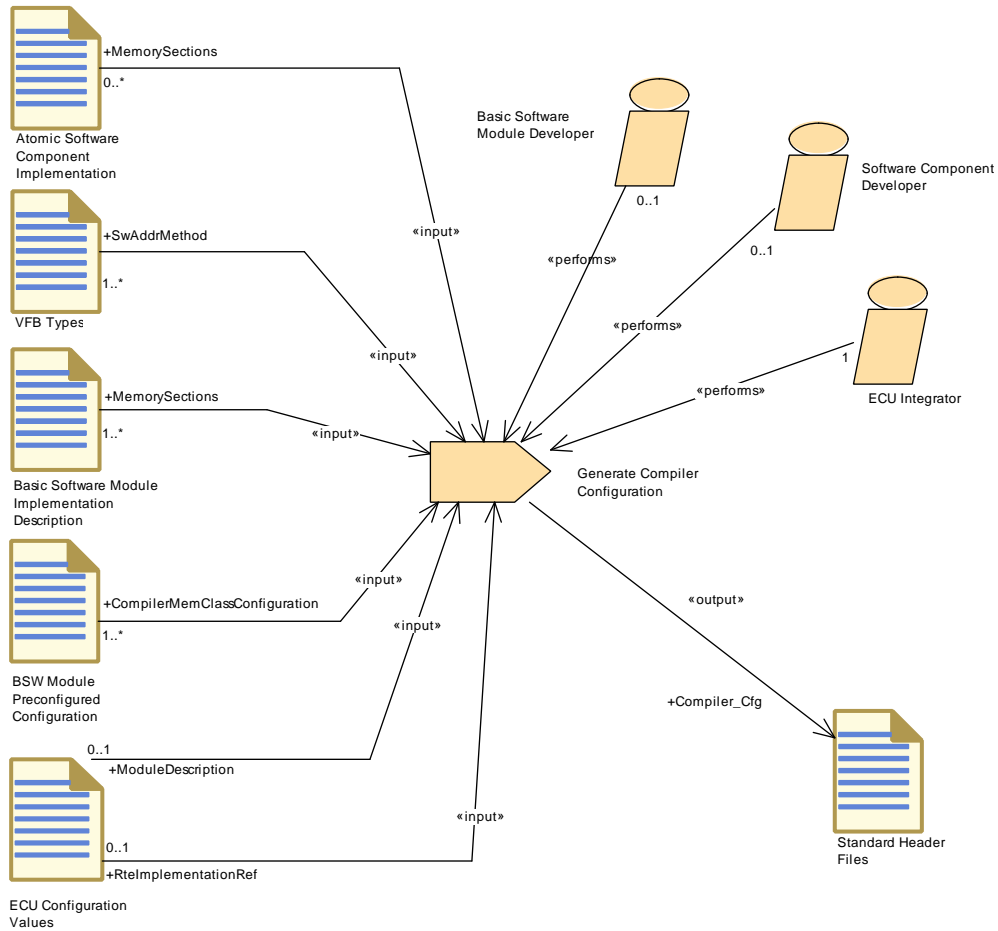 +MemorySections
0..*
Atomic Software
Component
Implementation
«input»
Basic Software
Module Developer
0..1
Software Component
Developer
0..1
+SwAddrMethod
1..*
VFB Types
«input»
«performs»
«performs»
1
ECU Integrator
«performs»
+MemorySections
1..*
Basic Software Module
Implementation
Description
«input»
Generate Compiler
Configuration
+CompilerMemClassConfiguration
1..*
BSW Module
Preconfigured
Configuration
«input»
«input»
«output»
+Compiler_Cfg
0..1
+ModuleDescription
«input»
0..1
+RteImplementationRef
ECU Configuration
Values
Standard Header
Files